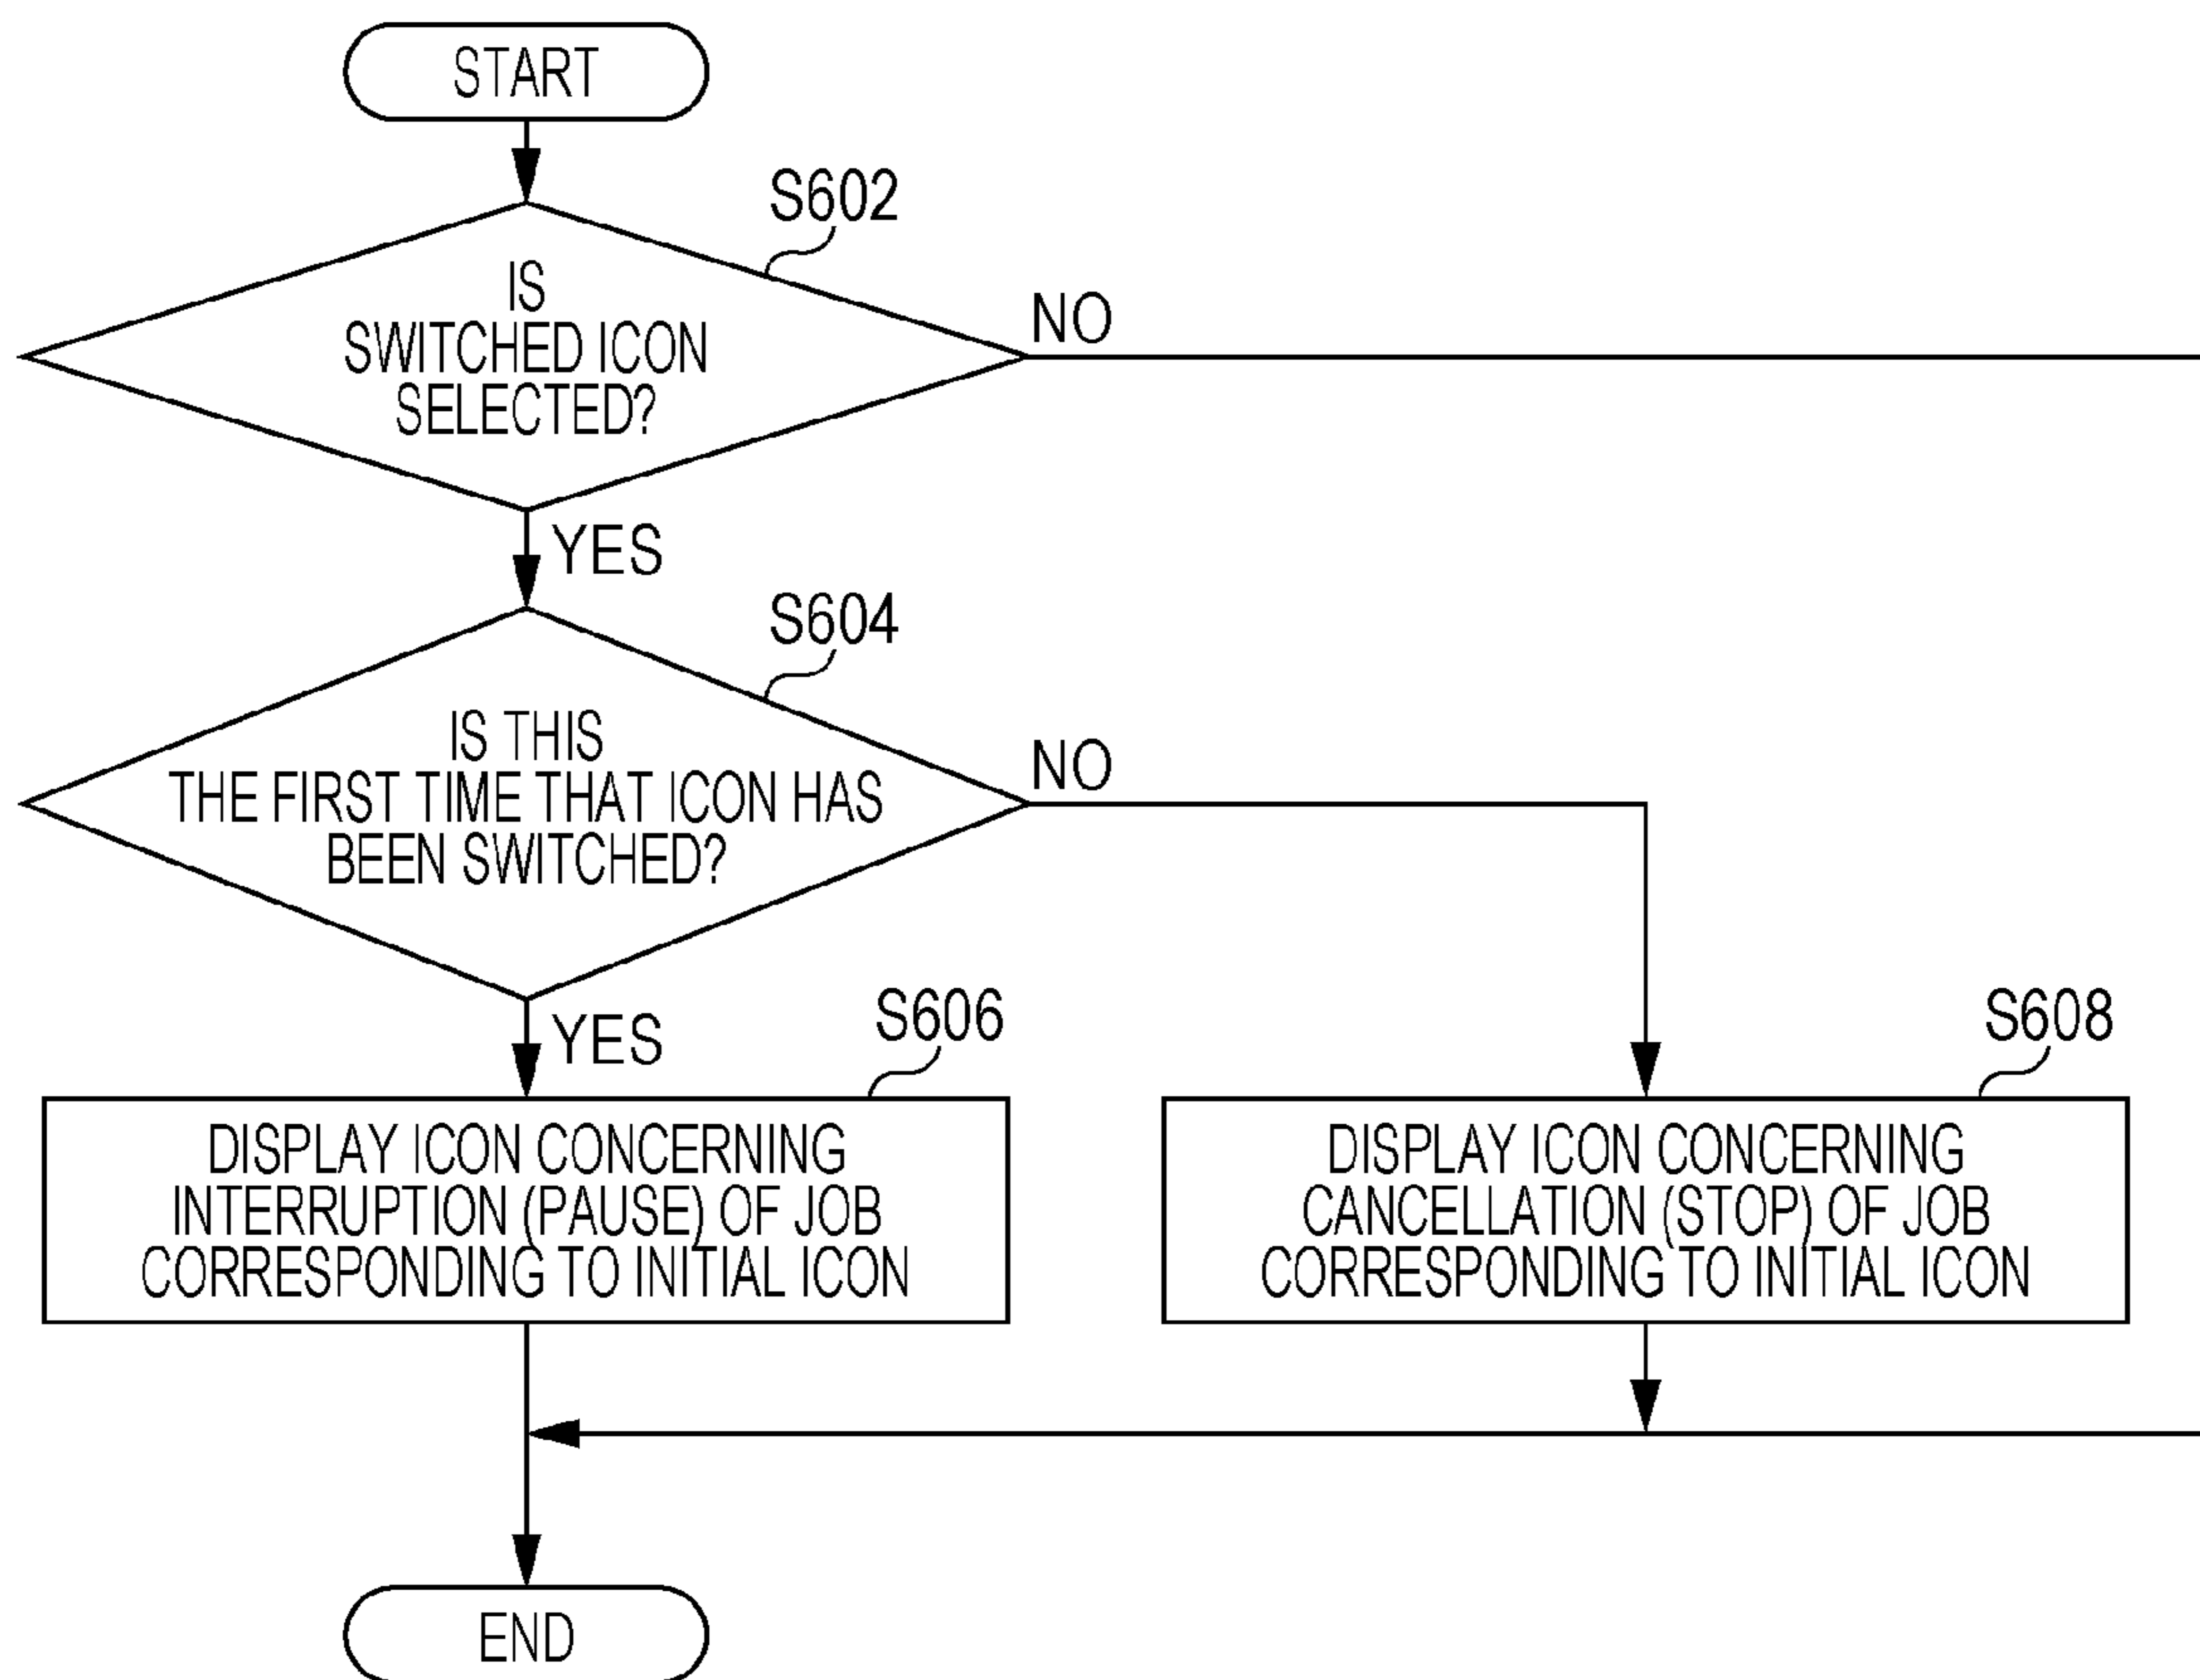 START
S602
IS
SWITCHED ICON
SELECTED?
NO
YES
S604
IS THIS
THE FIRST TIME THAT ICON HAS
BEEN SWITCHED?
NO
YES
S606
DISPLAY ICON CONCERNING
INTERRUPTION (PAUSE) OF JOB
CORRESPONDING TO INITIAL ICON
S608
DISPLAY ICON CONCERNING
CANCELLATION (STOP) OF JOB
CORRESPONDING TO INITIAL ICON
END